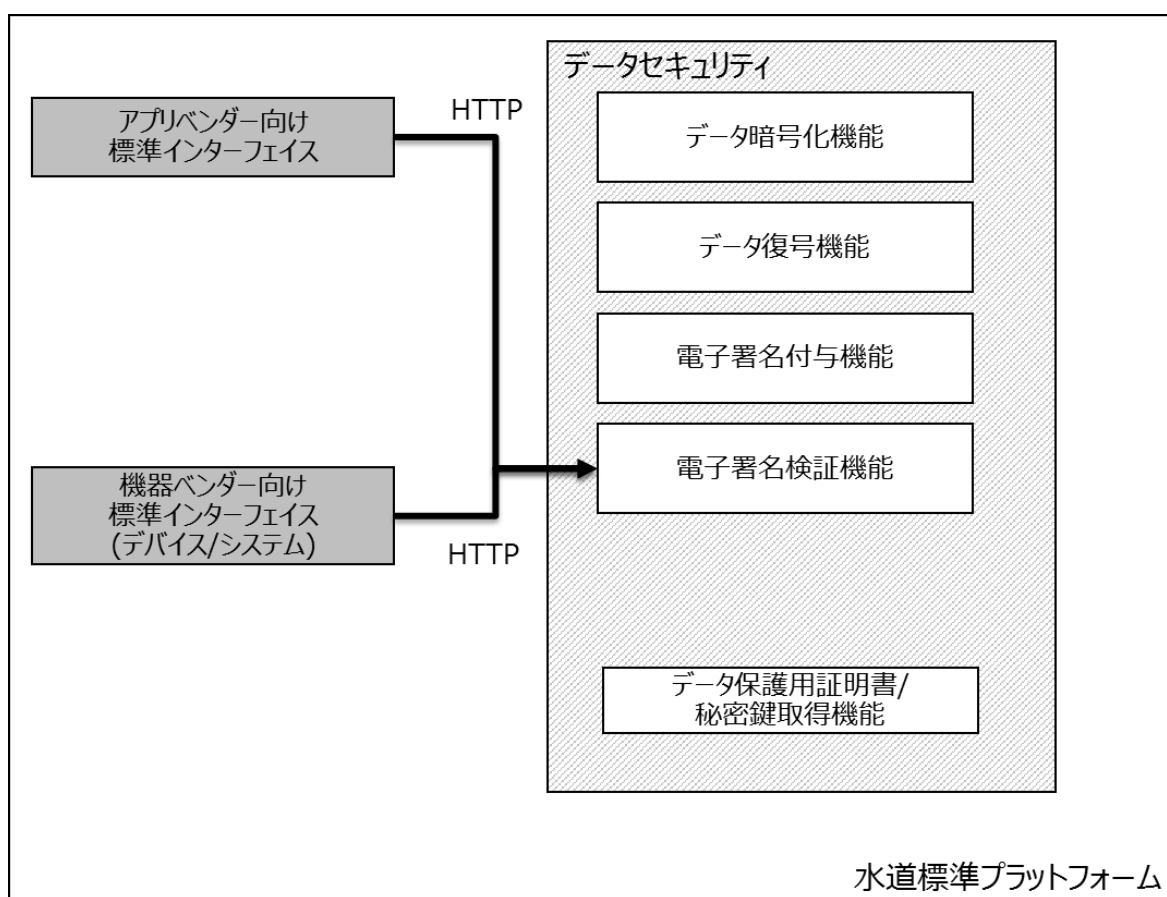 データセキュリティ
アプリベンダー向け
標準インターフェイス
HTTP
データ暗号化機能
データ復号機能
電子署名付与機能
電子署名検証機能
機器ベンダー向け
標準インターフェイス
(デバイス/システム)
HTTP
データ保護用証明書/
秘密鍵取得機能
水道標準プラットフォーム